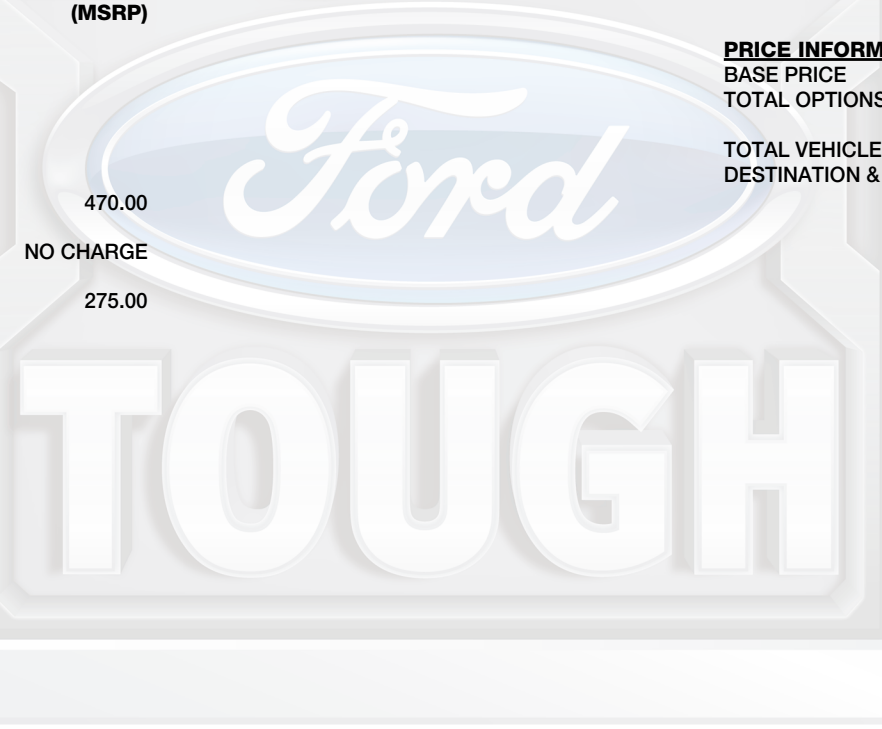 (MSRP)
470.00
NO CHARGE
275.00
PRICE INFORM
BASE PRICE
TOTAL OPTIONS
TOTAL VEHICLE
DESTINATION &
Ford
TOUGH